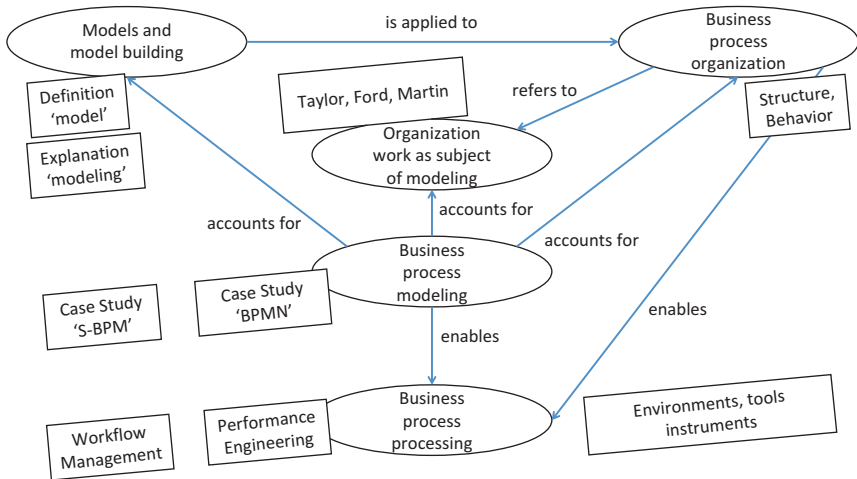 Models and
model building
is applied to
Business
process
organization
Definition
‘model’
Taylor, Ford, Martin
refers to
Structure,
Behavior
Explanation
‘modeling’
Organization
work as subject
of modeling
accounts for
accounts for
accounts for
Business
process
modeling
Case Study
‘S-BPM’
Case Study
‘BPMN’
enables
enables
Business
process
processing
Workflow
Management
Performance
Engineering
Environments, tools
instruments